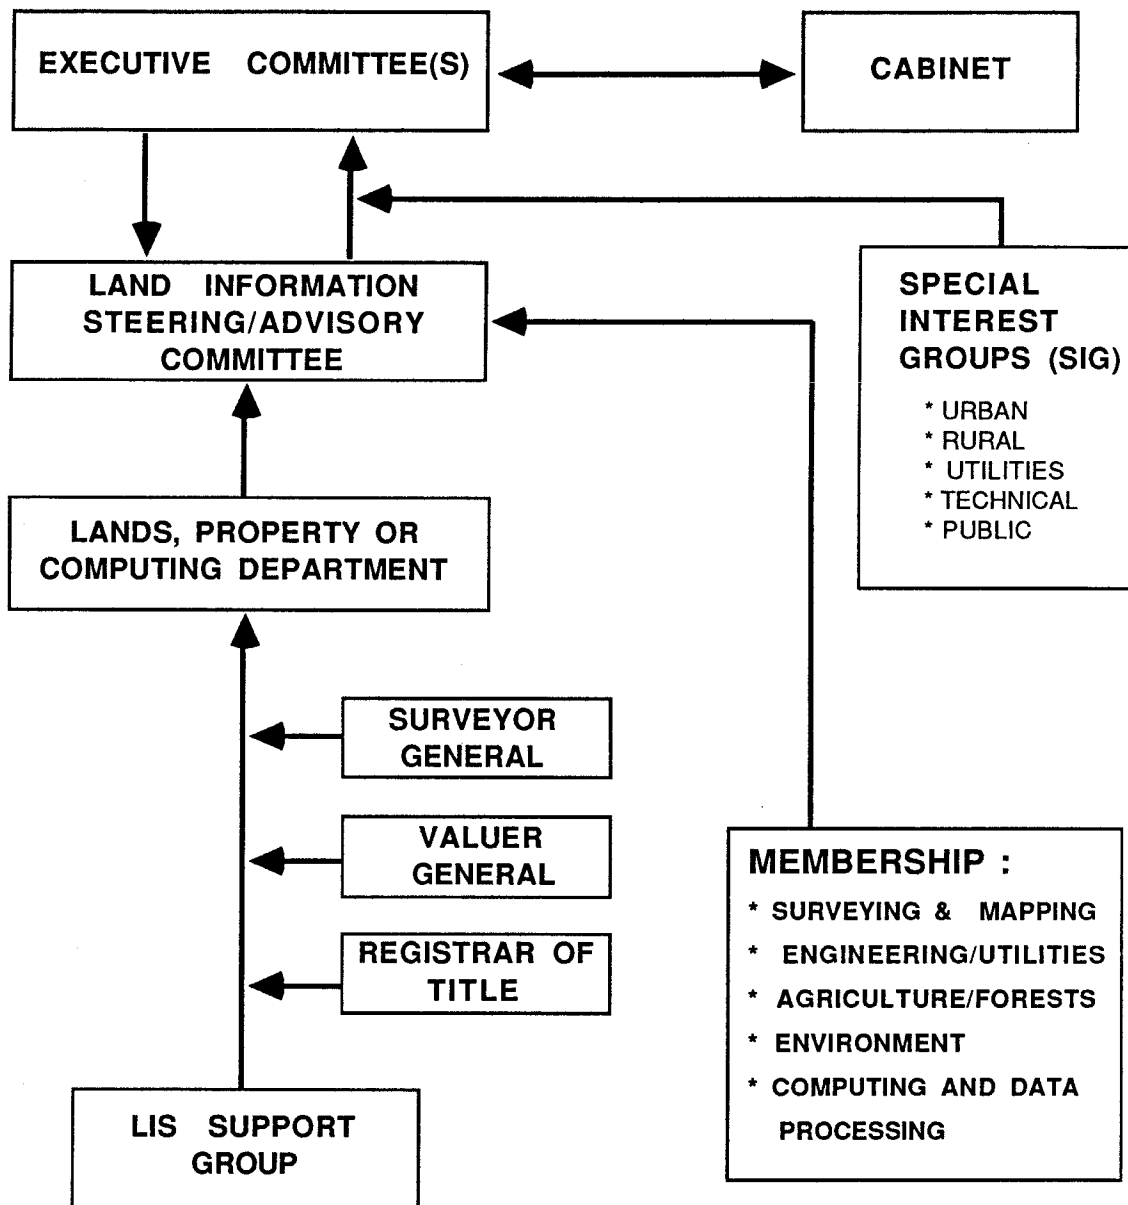 EXECUTIVE COMMITTEE(S)
CABINET
LAND INFORMATION
STEERING/ADVISORY
COMMITTEE
SPECIAL
INTEREST
GROUPS (SIG)
* URBAN
* RURAL
* UTILITIES
* TECHNICAL
* PUBLIC
LANDS, PROPERTY OR
COMPUTING DEPARTMENT
SURVEYOR
GENERAL
VALUER
GENERAL
REGISTRAR OF
TITLE
MEMBERSHIP :
* SURVEYING & MAPPING
* ENGINEERING/UTILITIES
* AGRICULTURE/FORESTS
* ENVIRONMENT
* COMPUTING AND DATA
PROCESSING
LIS SUPPORT
GROUP